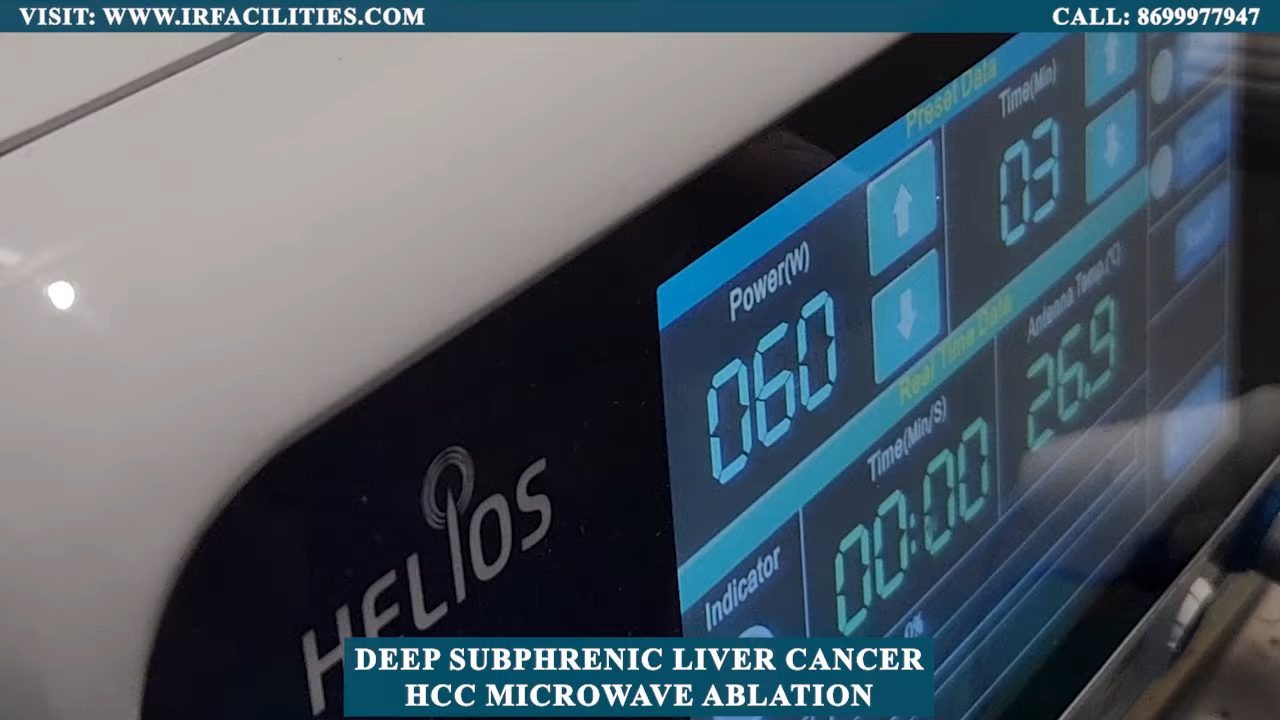 VISIT: WWW.IRFACILITIES.COM
CALL: 8699977947
Preset Data
Power(W)
Time(Min)
060
03
Real Time Data
Time(Min/S)
Antenna Temp.(℃)
00:00
26.9
Indicator
0%
HELIOS
DEEP SUBPHRENIC LIVER CANCER
HCC MICROWAVE ABLATION